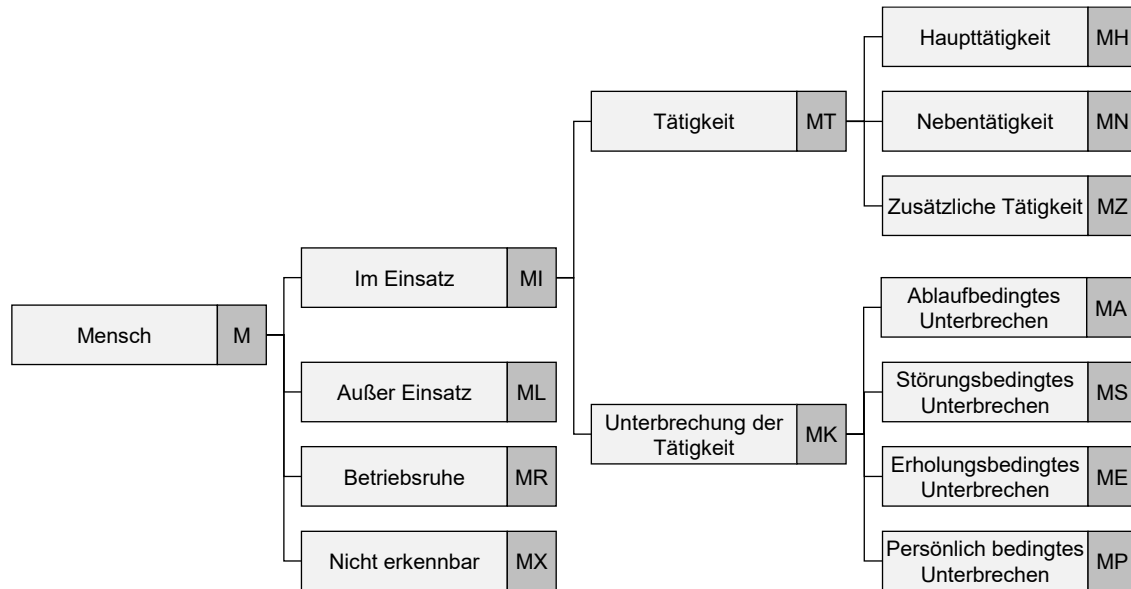 Haupttätigkeit MH
Tätigkeit MT
Nebentätigkeit MN
Zusätzliche Tätigkeit MZ
Im Einsatz MI
Mensch M
Ablaufbedingtes
Unterbrechen
MA
Außer Einsatz ML
Störungsbedingtes
Unterbrechen
MS
Unterbrechung der
Tätigkeit
MK
Betriebsruhe MR
Erholungsbedingtes
Unterbrechen
ME
Nicht erkennbar MX
Persönlich bedingtes
Unterbrechen
MP